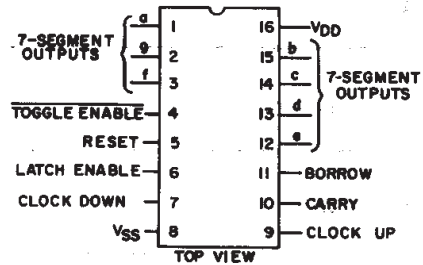 a 1 16 VDD
7-SEGMENT OUTPUTS
g 2 15 b
f 3 14 c
7-SEGMENT OUTPUTS
TOGGLE ENABLE 4 13 d
RESET 5 12 e
LATCH ENABLE 6 11 BORROW
CLOCK DOWN 7 10 CARRY
VSS 8 9 CLOCK UP
TOP VIEW